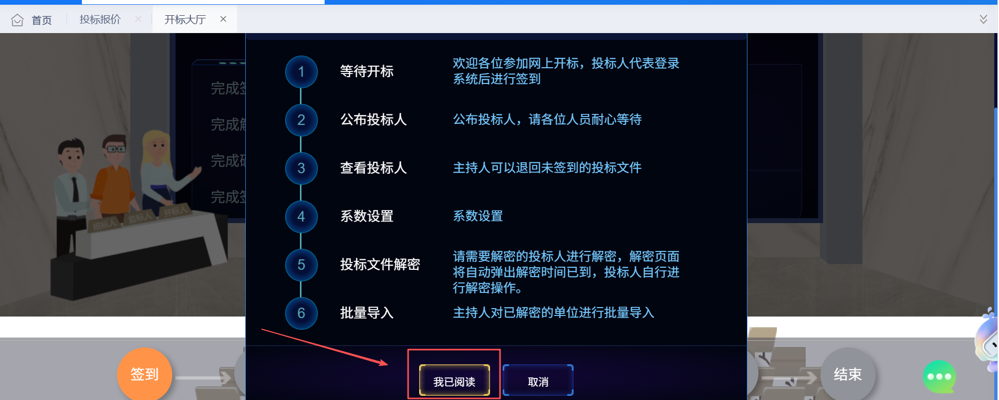 首页
投标报价
开标大厅
1 等待开标 欢迎各位参加网上开标，投标人代表登录
系统后进行签到
2 公布投标人 公布投标人，请各位人员耐心等待
3 查看投标人 主持人可以退回未签到的投标文件
4 系数设置 系数设置
5 投标文件解密 请需要解密的投标人进行解密，解密页面
将自动弹出解密时间已到，投标人自行进
行解密操作。
6 批量导入 主持人对已解密的单位进行批量导入
我已阅读 取消
完成签
完成解
完成
完成签
招标人 监标人 开标人
签到
结束